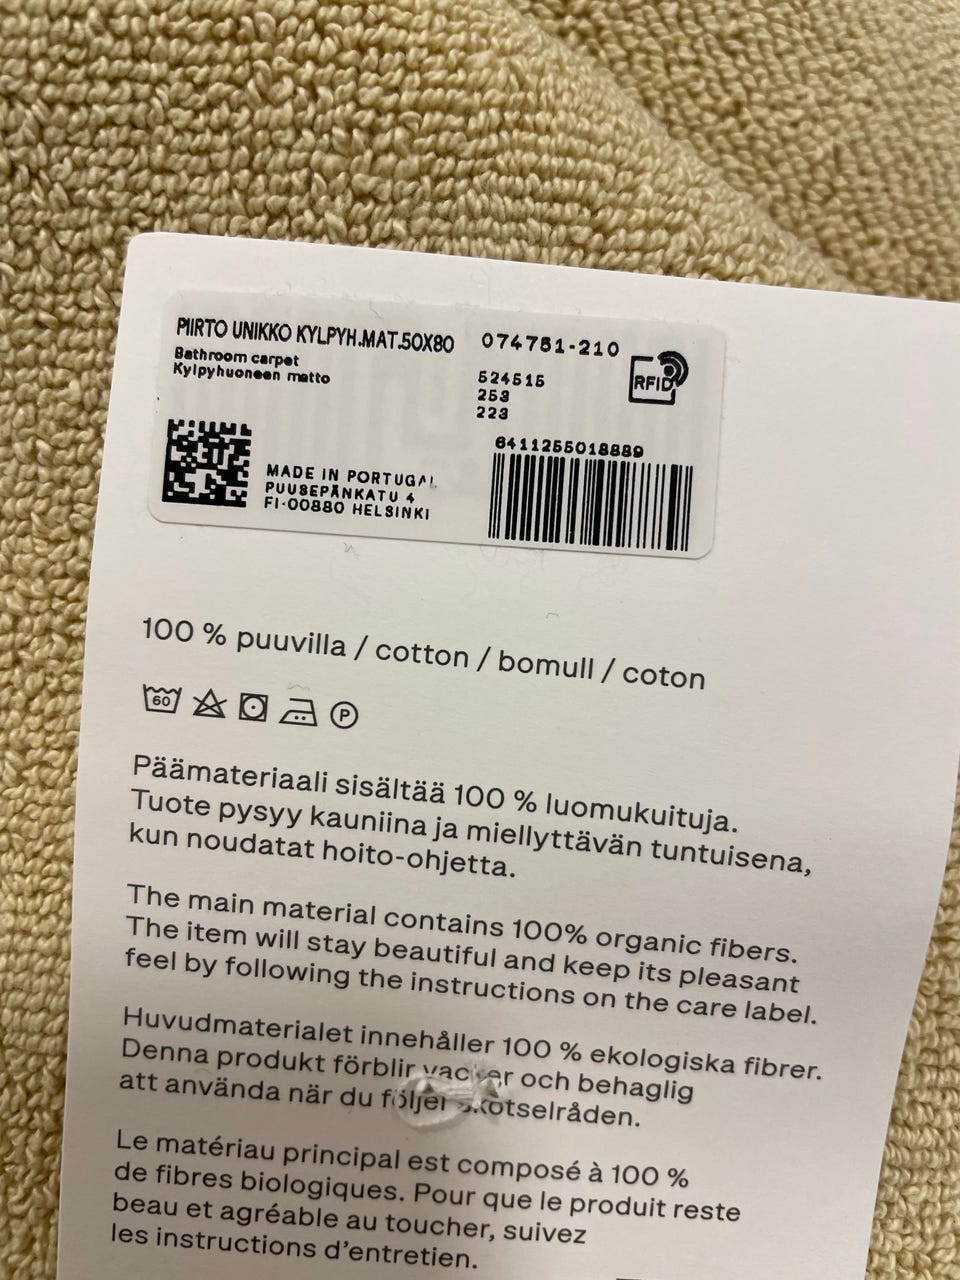 PIIRTO UNIKKO KYLPYH.MAT.50X80
Bathroom carpet
Kylpyhuoneen matto
074751-210
524515
253
223
RFID
6411255018889
MADE IN PORTUGAL
PUUSEPÄNKATU 4
FI-00880 HELSINKI
100 % puuvilla / cotton / bomull / coton
60
P
Päämateriaali sisältää 100 % luomukuituja.
Tuote pysyy kauniina ja miellyttävän tuntuisena,
kun noudatat hoito-ohjetta.
The main material contains 100% organic fibers.
The item will stay beautiful and keep its pleasant
feel by following the instructions on the care label.
Huvudmaterialet innehåller 100 % ekologiska fibrer.
Denna produkt förblir vacker och behaglig
att använda när du följer skötselråden.
Le matériau principal est composé à 100 %
de fibres biologiques. Pour que le produit reste
beau et agréable au toucher, suivez
les instructions d'entretien.